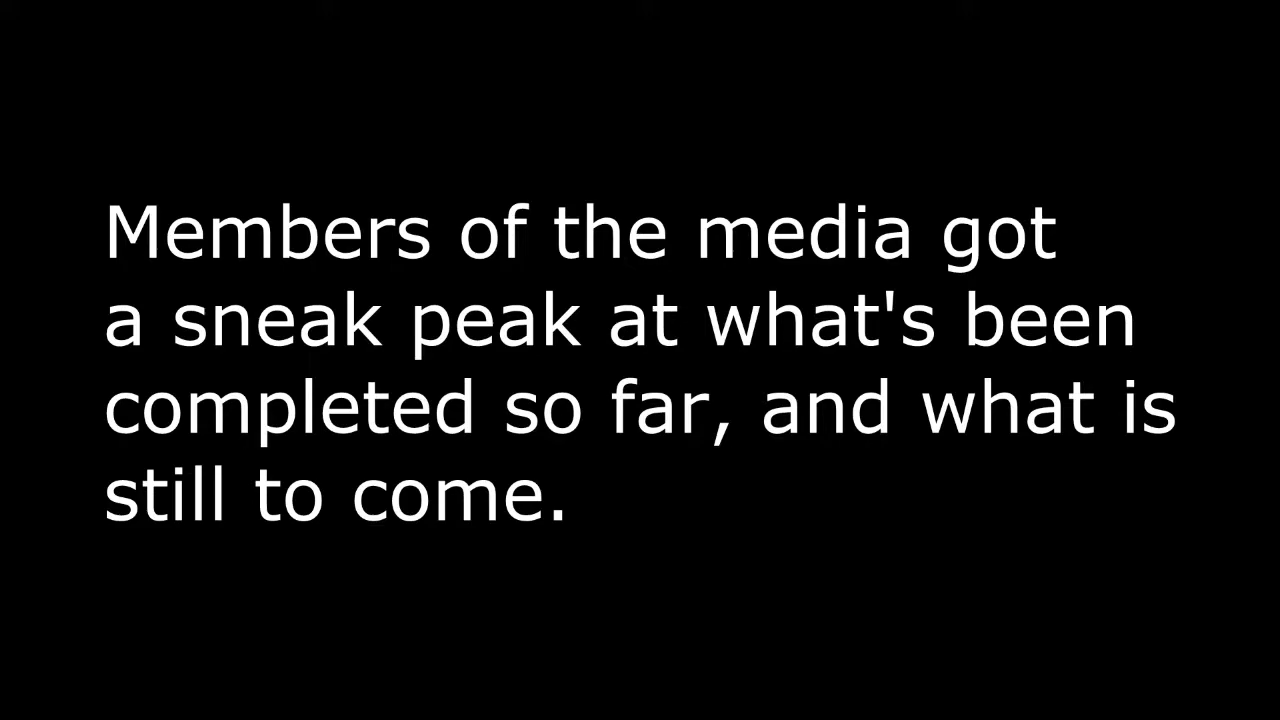 Members of the media got
a sneak peak at what's been
completed so far, and what is
still to come.